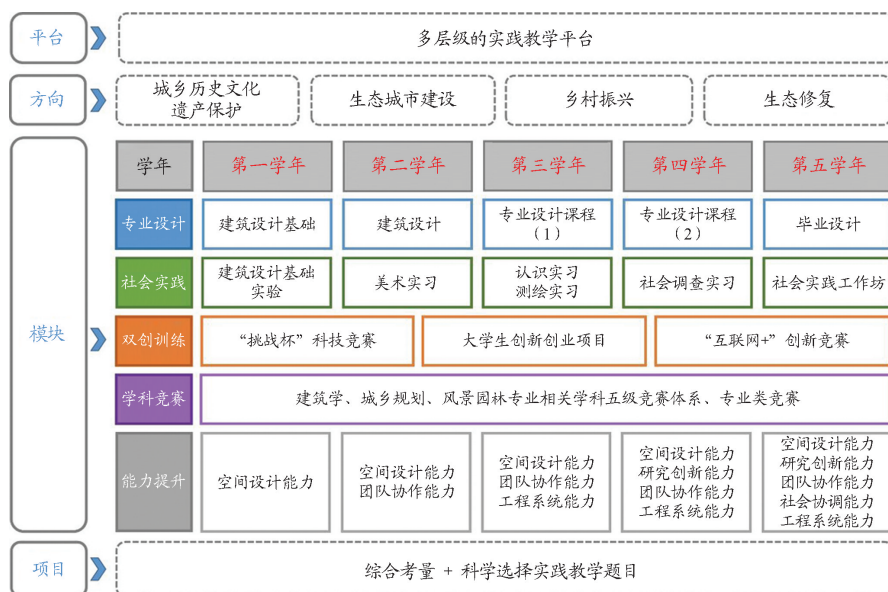 平台
多层级的实践教学平台
方向
城乡历史文化
遗产保护
生态城市建设
乡村振兴
生态修复
模块
学年
第一学年
第二学年
第三学年
第四学年
第五学年
专业设计
建筑设计基础
建筑设计
专业设计课程
（1）
专业设计课程
（2）
毕业设计
社会实践
建筑设计基础
实验
美术实习
认识实习
测绘实习
社会调查实习
社会实践工作坊
双创训练
“挑战杯”科技竞赛
大学生创新创业项目
“互联网+”创新竞赛
学科竞赛
建筑学、城乡规划、风景园林专业相关学科五级竞赛体系、专业类竞赛
能力提升
空间设计能力
空间设计能力
团队协作能力
空间设计能力
团队协作能力
工程系统能力
空间设计能力
研究创新能力
团队协作能力
工程系统能力
空间设计能力
研究创新能力
团队协作能力
社会协调能力
工程系统能力
项目
综合考量 + 科学选择实践教学题目